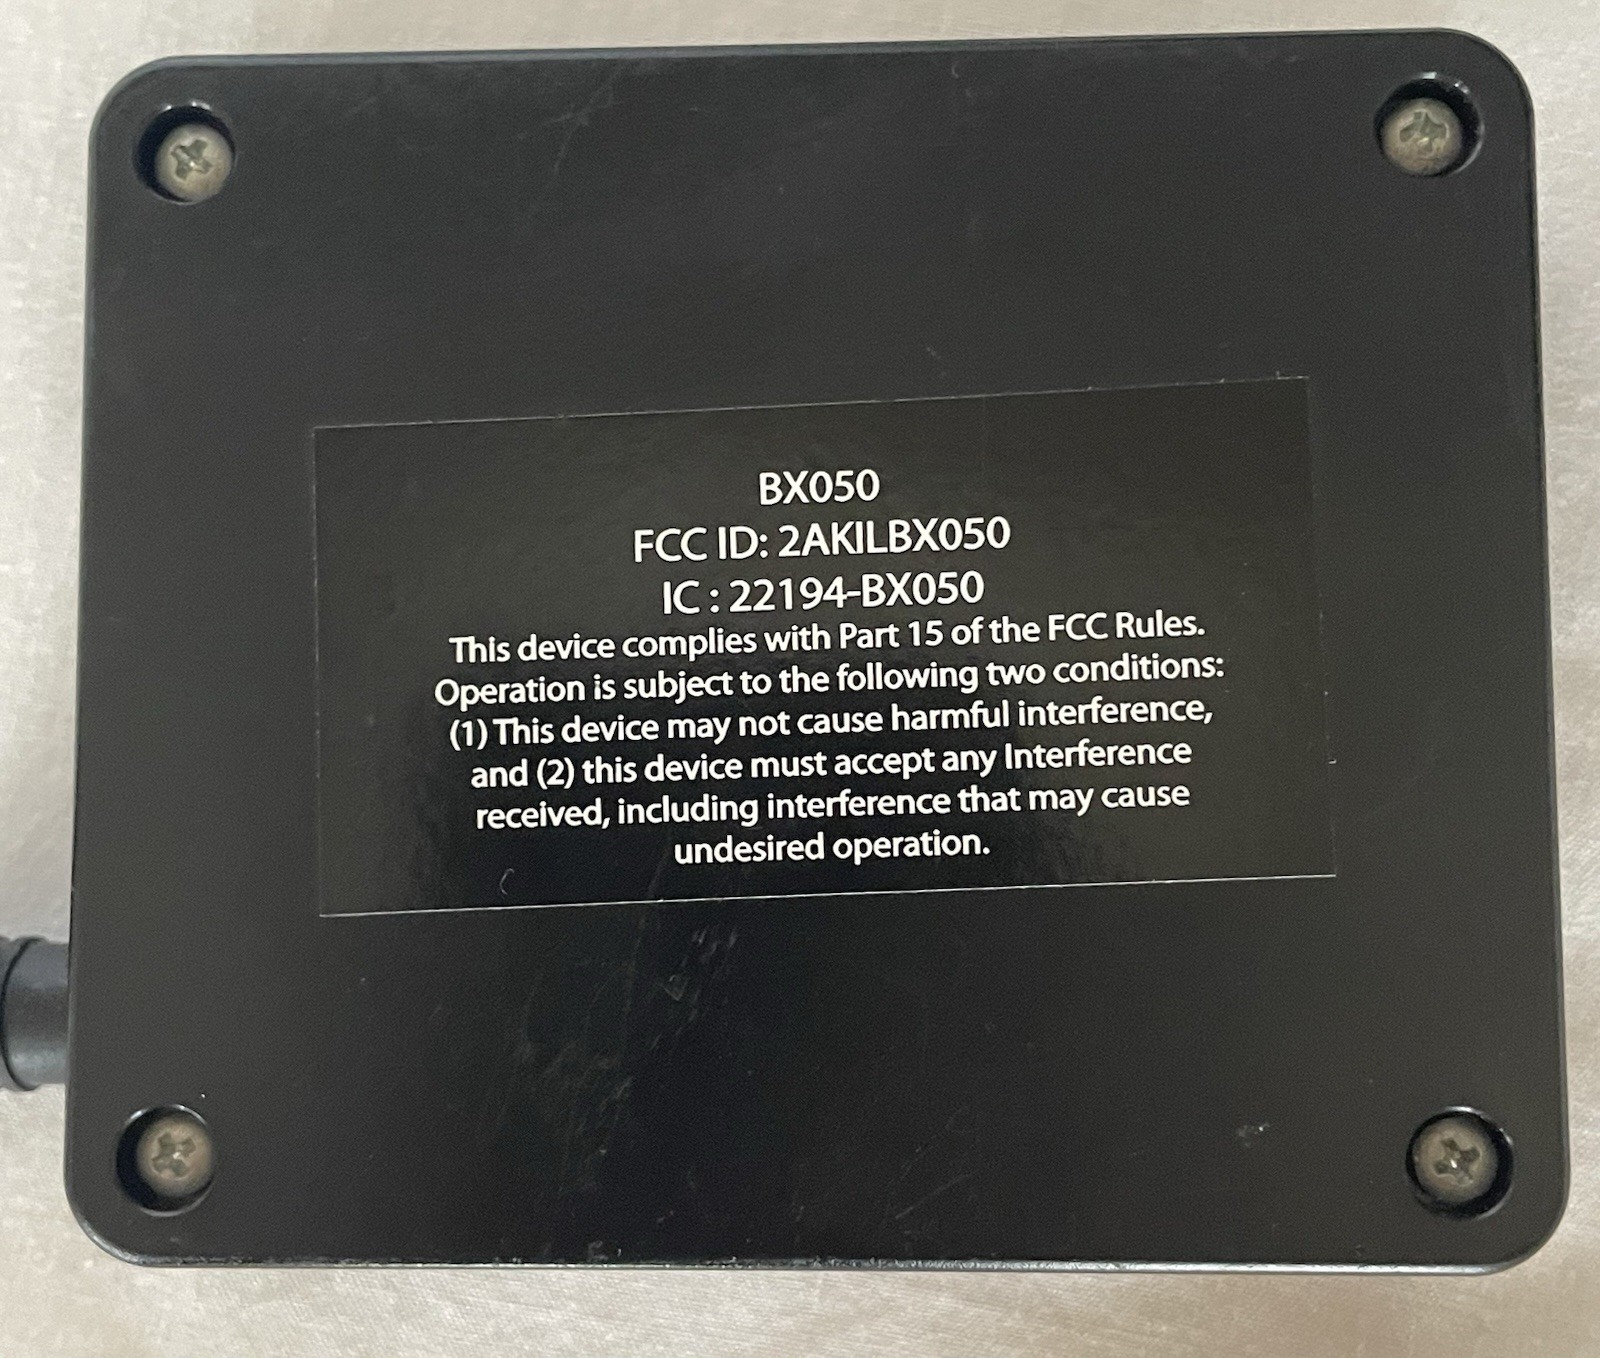 BX050
FCC ID: 2AKILBX050
IC : 22194-BX050
This device complies with Part 15 of the FCC Rules.
Operation is subject to the following two conditions:
(1) This device may not cause harmful interference,
and (2) this device must accept any Interference
received, including interference that may cause
undesired operation.